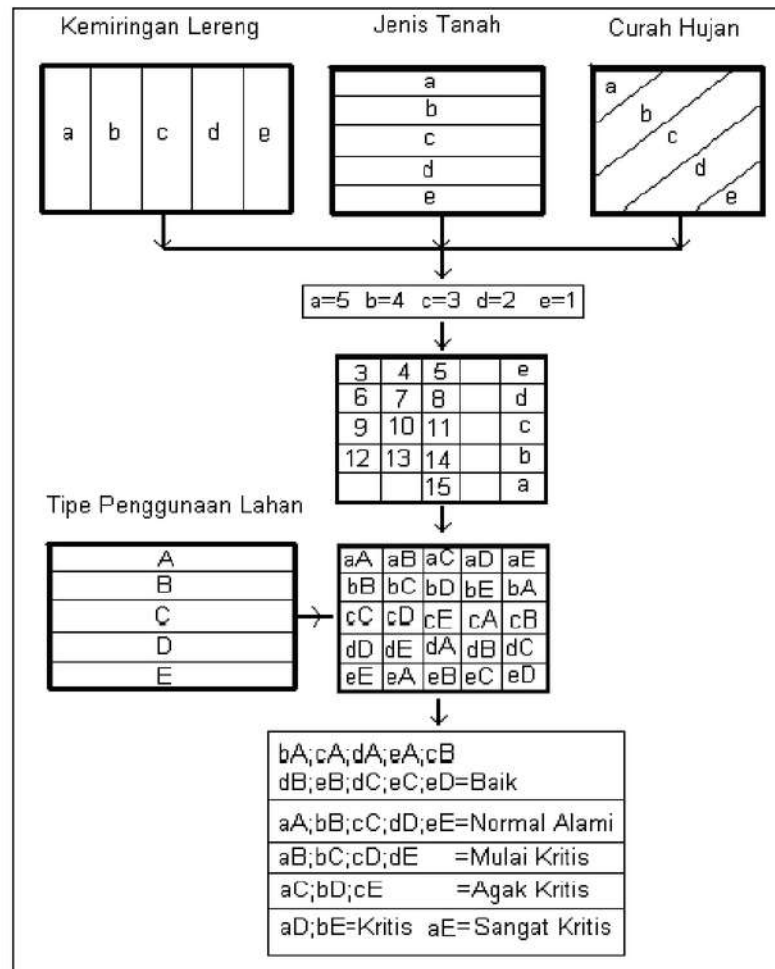 Kemiringan Lereng Jenis Tanah Curah Hujan
a b c d e
a
b
c
d
e
a
b
c
d
e
a=5 b=4 c=3 d=2 e=1
3 4 5 e
6 7 8 d
9 10 11 c
12 13 14 b
15 a
Tipe Penggunaan Lahan
A
B
C
D
E
aA aB aC aD aE
bB bC bD bE bA
cC cD cE cA cB
dD dE dA dB dC
eE eA eB eC eD
bA;cA;dA;eA;cB
dB;eB;dC;eC;eD=Baik
aA;bB;cC;dD;eE=Normal Alami
aB;bC;cD;dE =Mulai Kritis
aC;bD;cE =Agak Kritis
aD;bE=Kritis aE=Sangat Kritis